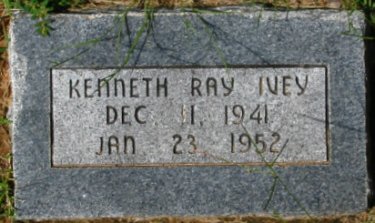 KENNETH RAY IVEY
DEC. 11, 1941
JAN 23, 1952